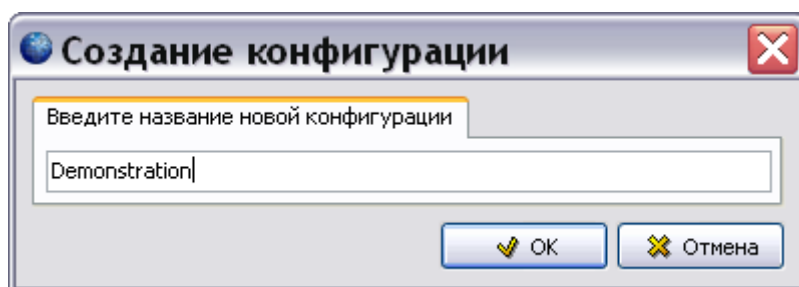 Создание конфигурации
Введите название новой конфигурации
Demonstration
OK
Отмена